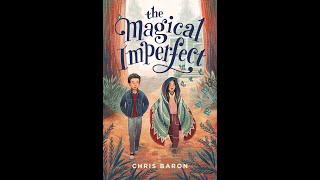 the
Magical
Imperfect
CHRIS BARON